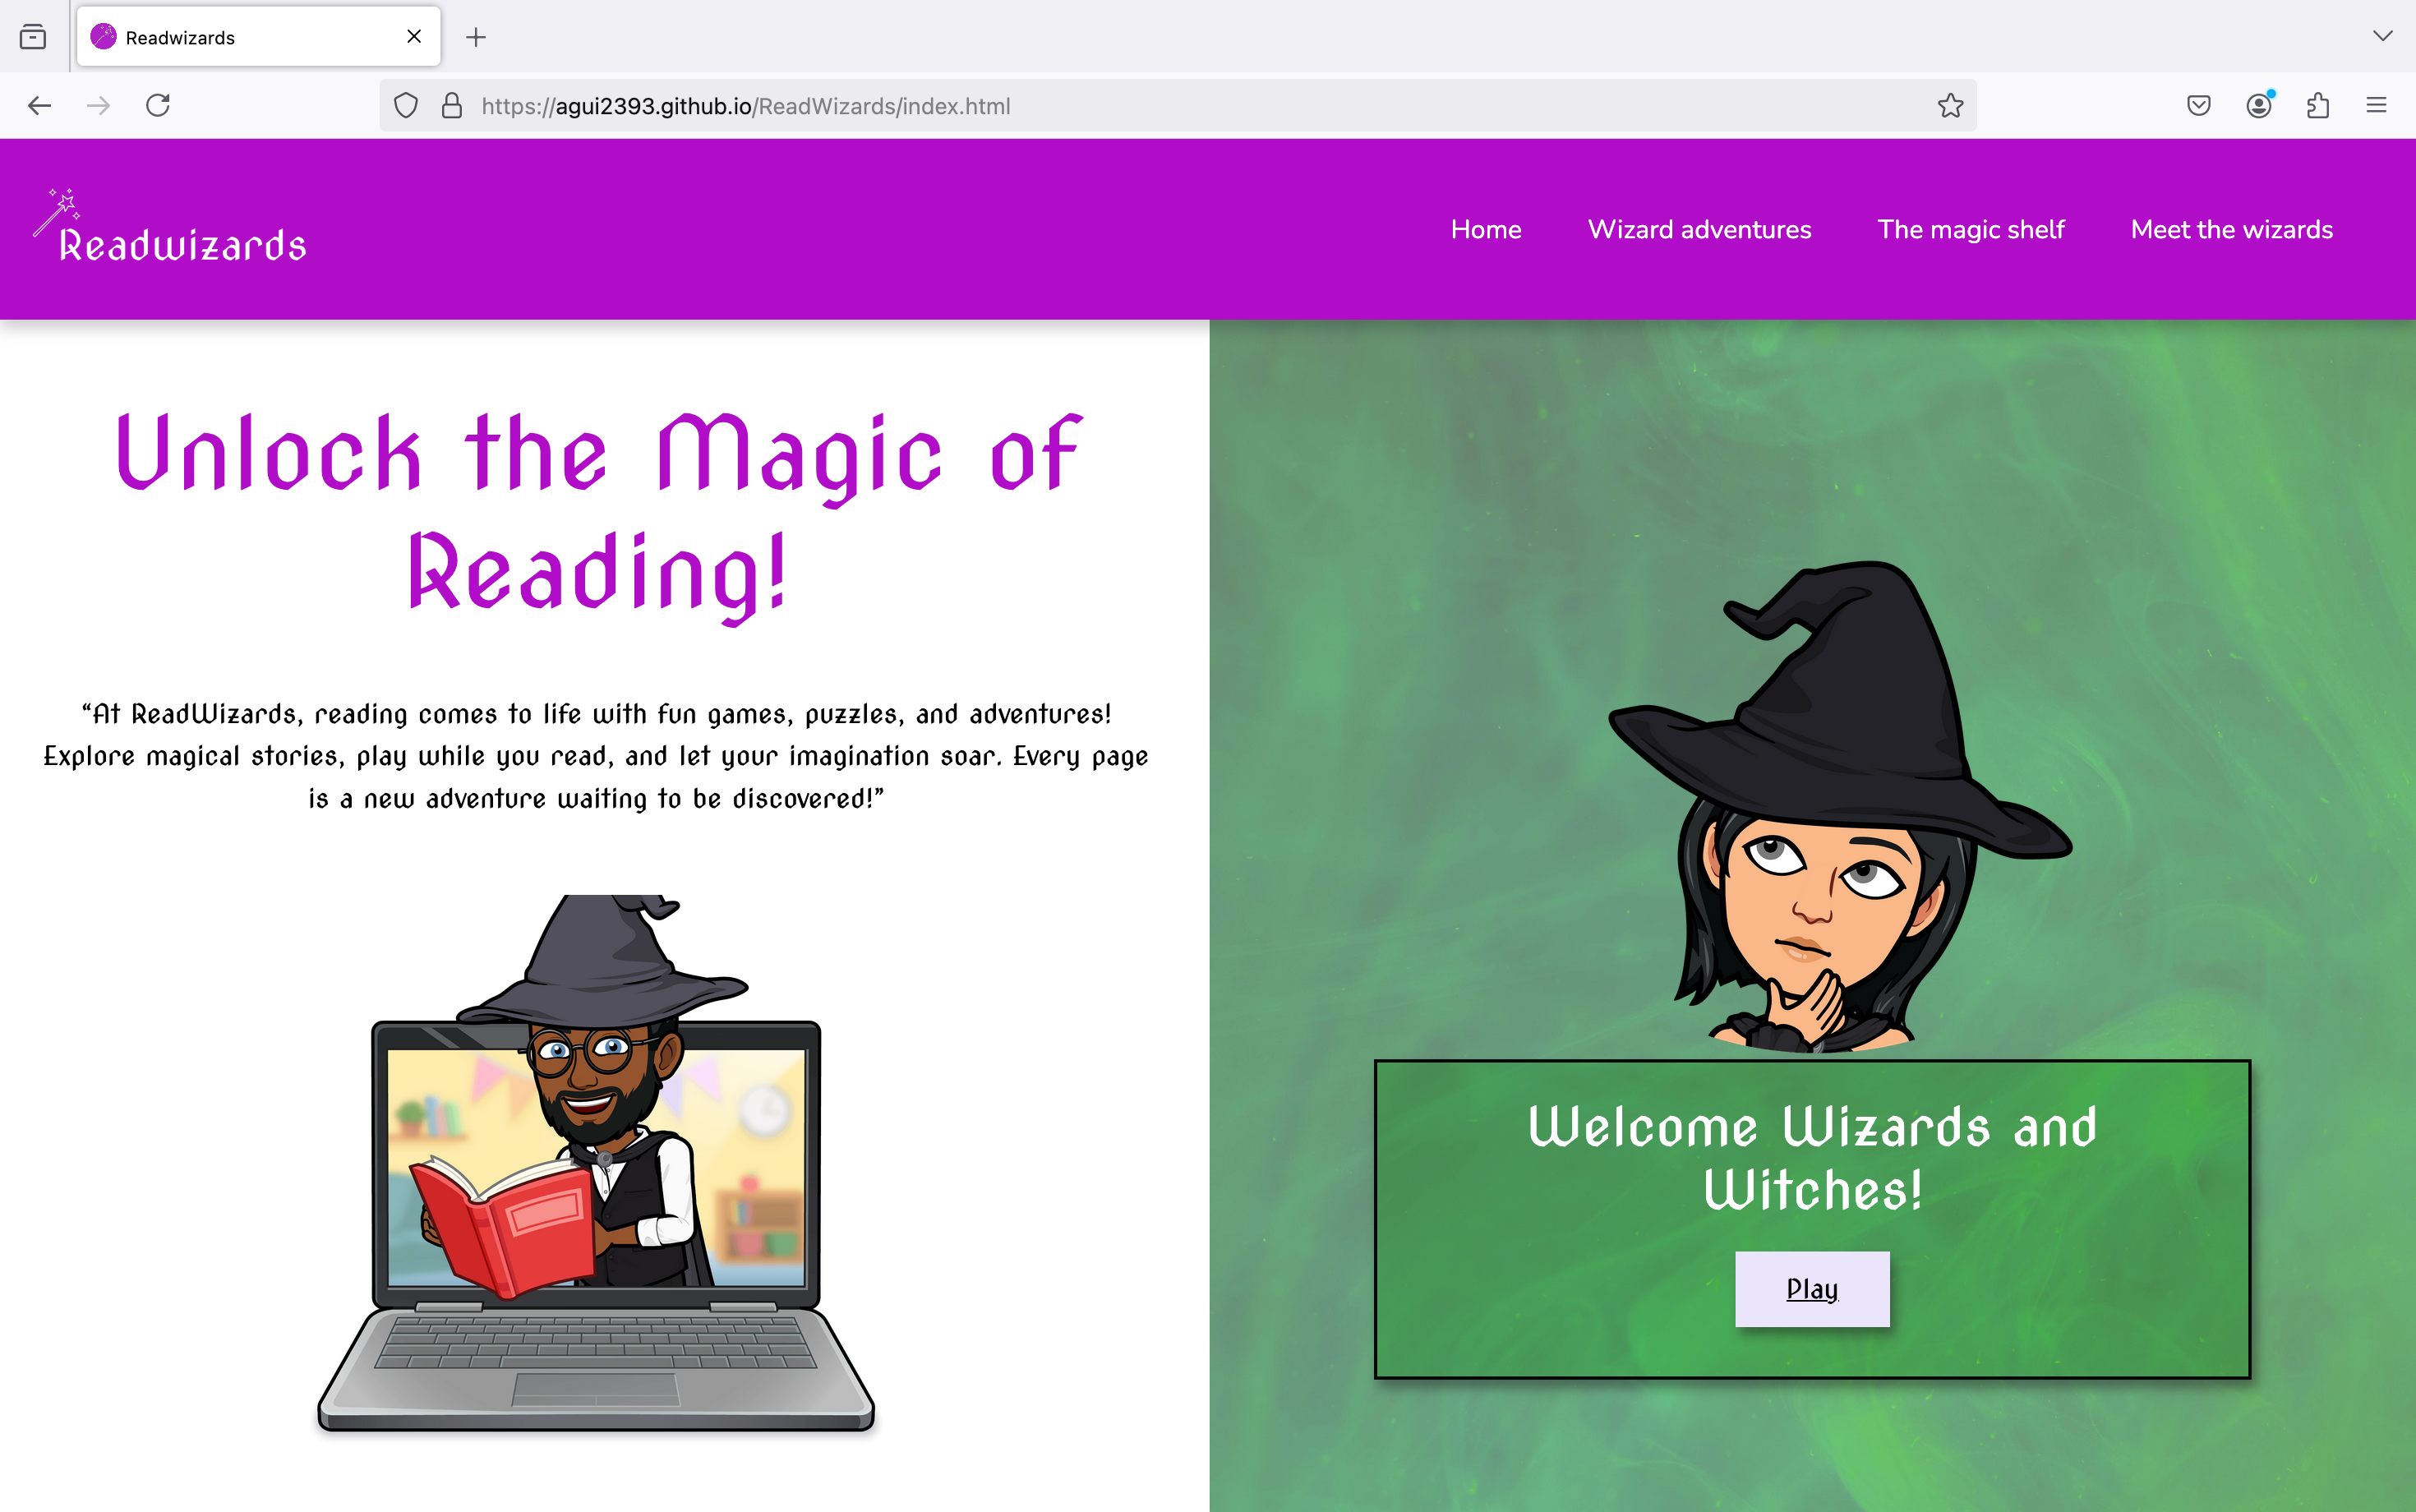 Readwizards
https://agui2393.github.io/ReadWizards/index.html
Readwizards
Home
Wizard adventures
The magic shelf
Meet the wizards
Unlock the Magic of
Reading!
“At ReadWizards, reading comes to life with fun games, puzzles, and adventures!
Explore magical stories, play while you read, and let your imagination soar. Every page
is a new adventure waiting to be discovered!”
Welcome Wizards and
Witches!
Play